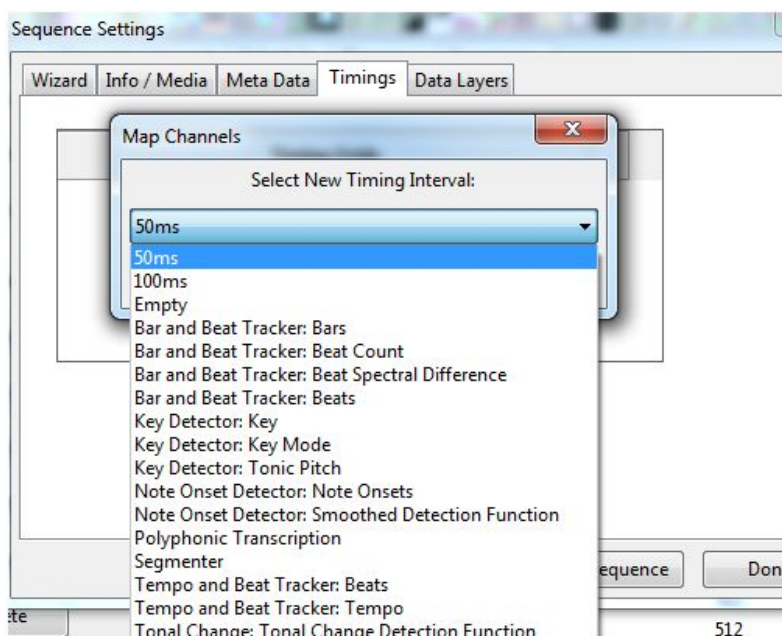 Sequence Settings
Wizard Info / Media Meta Data Timings Data Layers
Map Channels
Select New Timing Interval:
50ms
50ms
100ms
Empty
Bar and Beat Tracker: Bars
Bar and Beat Tracker: Beat Count
Bar and Beat Tracker: Beat Spectral Difference
Bar and Beat Tracker: Beats
Key Detector: Key
Key Detector: Key Mode
Key Detector: Tonic Pitch
Note Onset Detector: Note Onsets
Note Onset Detector: Smoothed Detection Function
Polyphonic Transcription
Segmenter
equence Don
Tempo and Beat Tracker: Beats
Tempo and Beat Tracker: Tempo
ete
Tonal Change: Tonal Change Detection Function
512